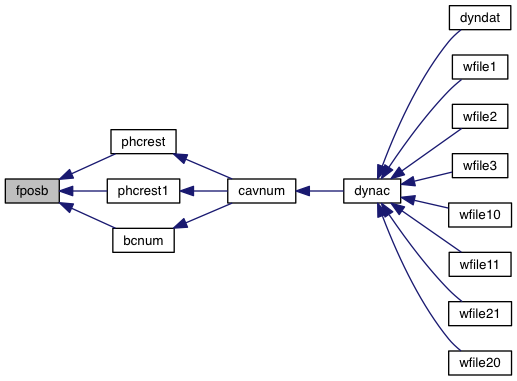 fposb
phcrest
phcrest1
bcnum
cavnum
dynac
dyndat
wfile1
wfile2
wfile3
wfile10
wfile11
wfile21
wfile20